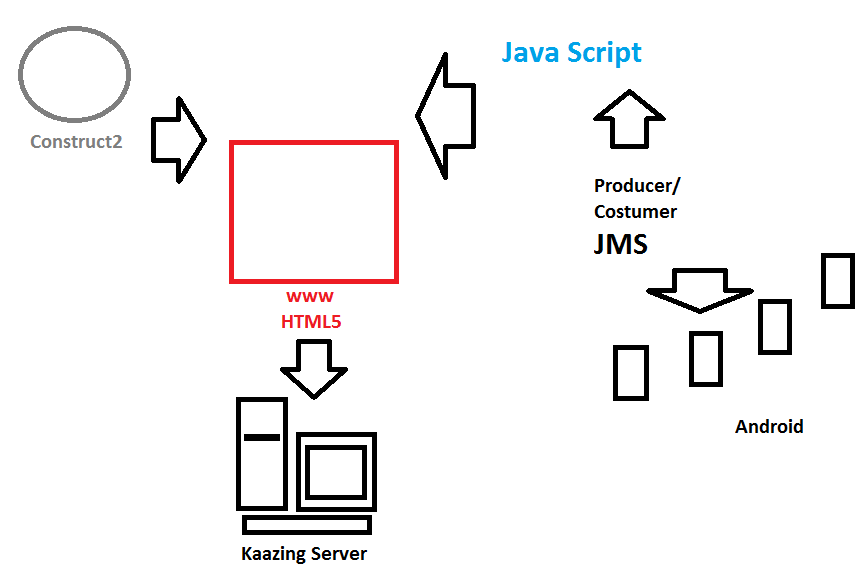 Java Script
Construct2
Producer/
Costumer
JMS
www
HTML5
Android
Kaazing Server